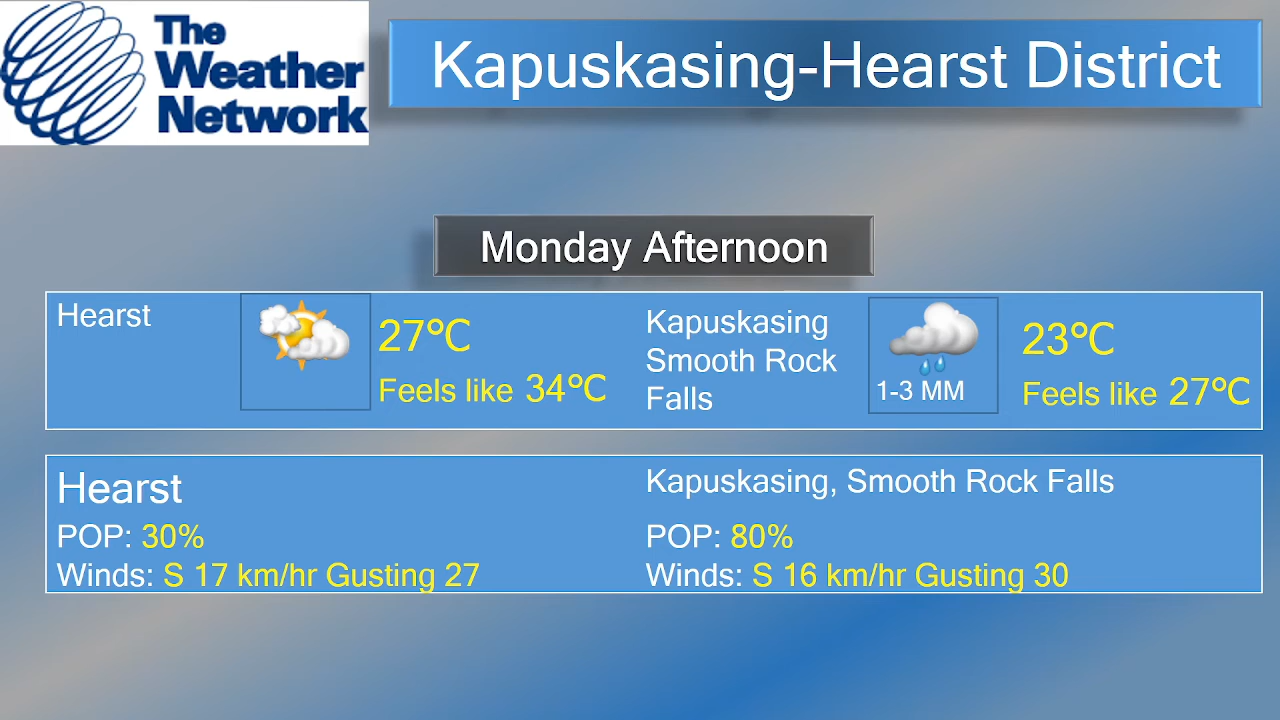 The
Weather
Network
Kapuskasing-Hearst District
Monday Afternoon
Hearst
27°C
Feels like 34°C
Kapuskasing
Smooth Rock
Falls
1-3 MM
23°C
Feels like 27°C
Hearst
POP: 30%
Winds: S 17 km/hr Gusting 27
Kapuskasing, Smooth Rock Falls
POP: 80%
Winds: S 16 km/hr Gusting 30